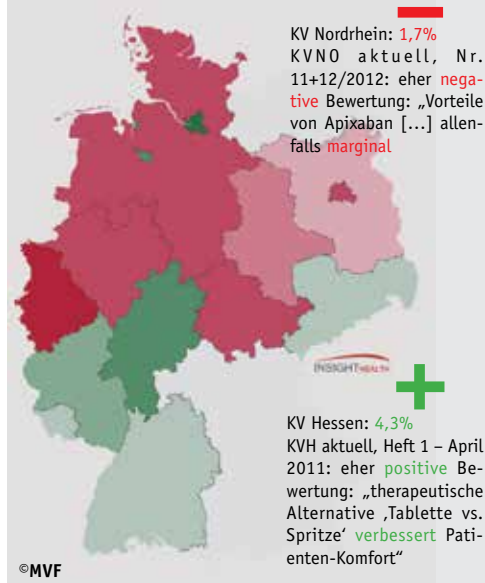 KV Nordrhein: 1,7%
KVNO aktuell, Nr.
11+12/2012: eher nega-
tive Bewertung: „Vorteile
von Apixaban […] allen-
falls marginal
INSIGHT HEALTH
KV Hessen: 4,3%
KVH aktuell, Heft 1 – April
2011: eher positive Be-
wertung: „therapeutische
Alternative ‚Tablette vs.
Spritze‘ verbessert Pati-
enten-Komfort“
©MVF